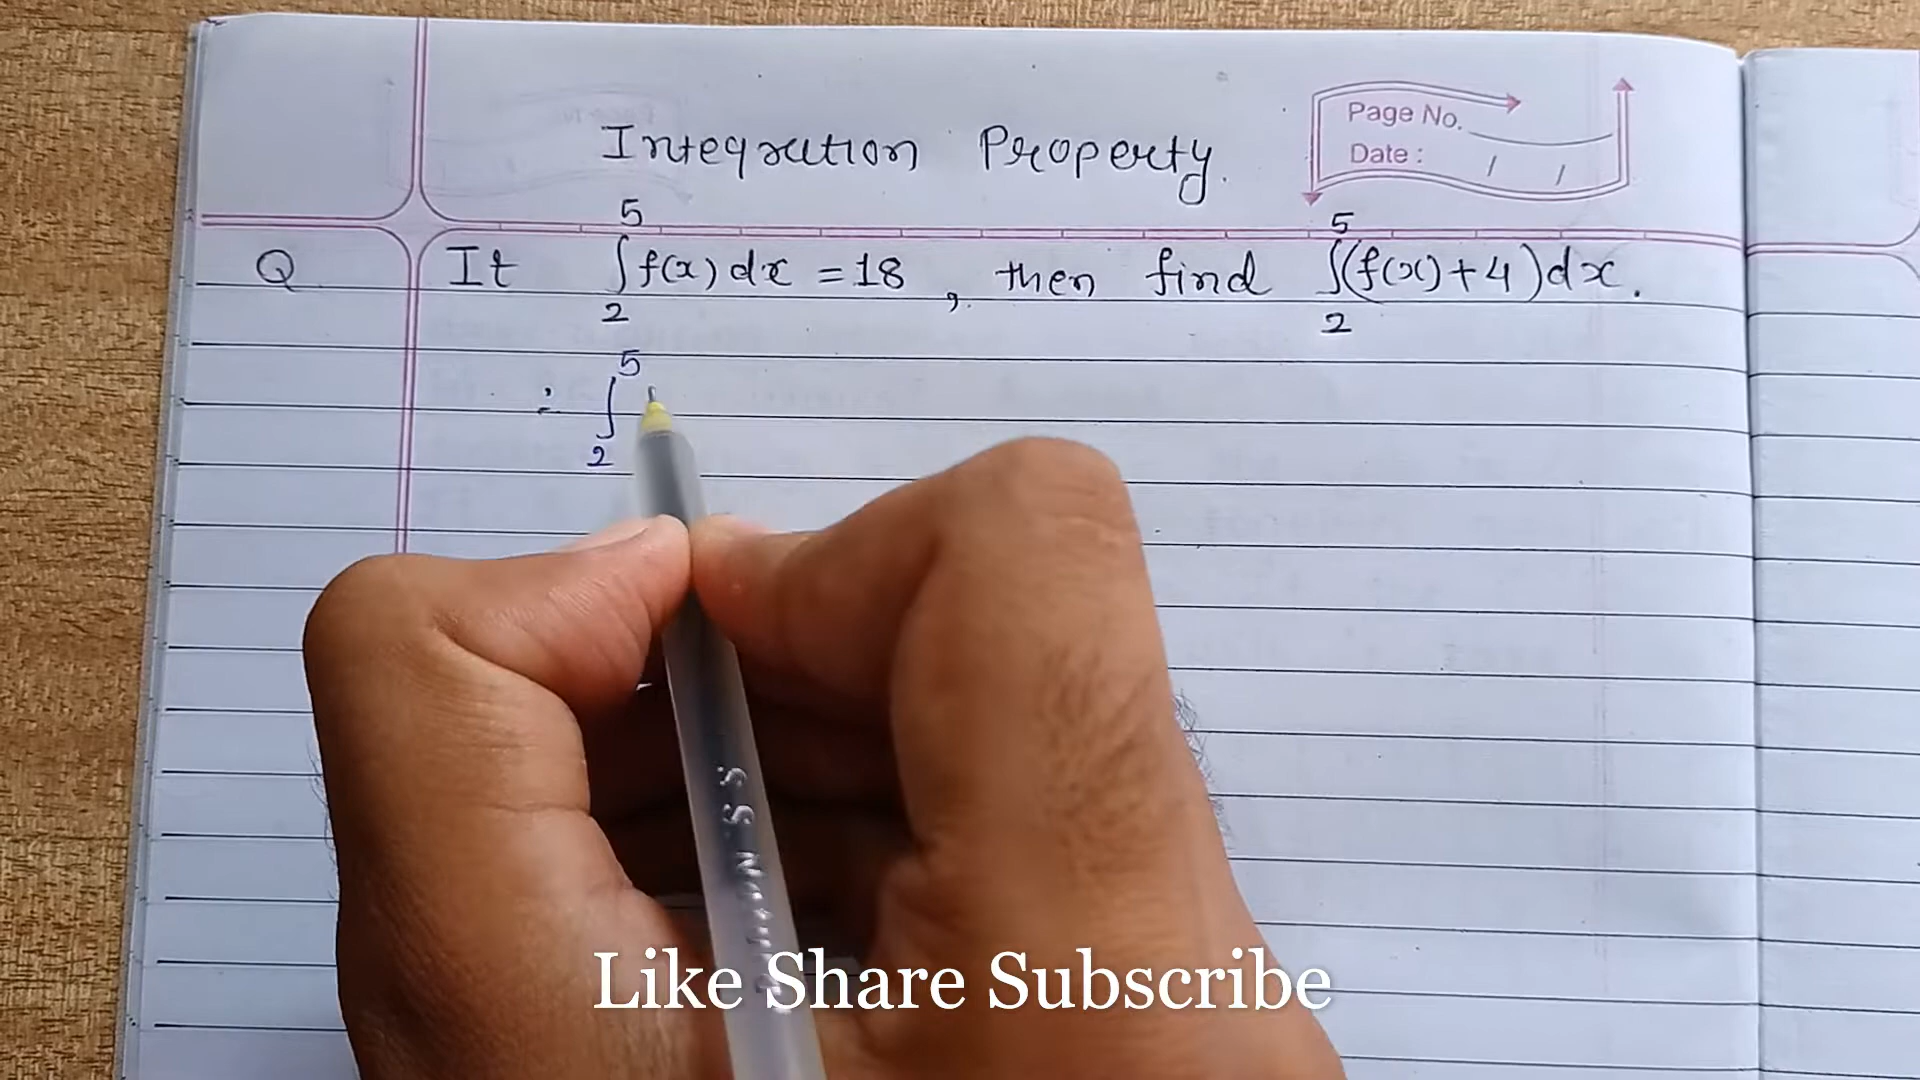 Integration Property.
Page No.
Date : / /
Q If ∫₂⁵ f(x) dx = 18 , then find ∫₂⁵ (f(x) + 4) dx .
∴ ∫₂⁵
Like Share Subscribe